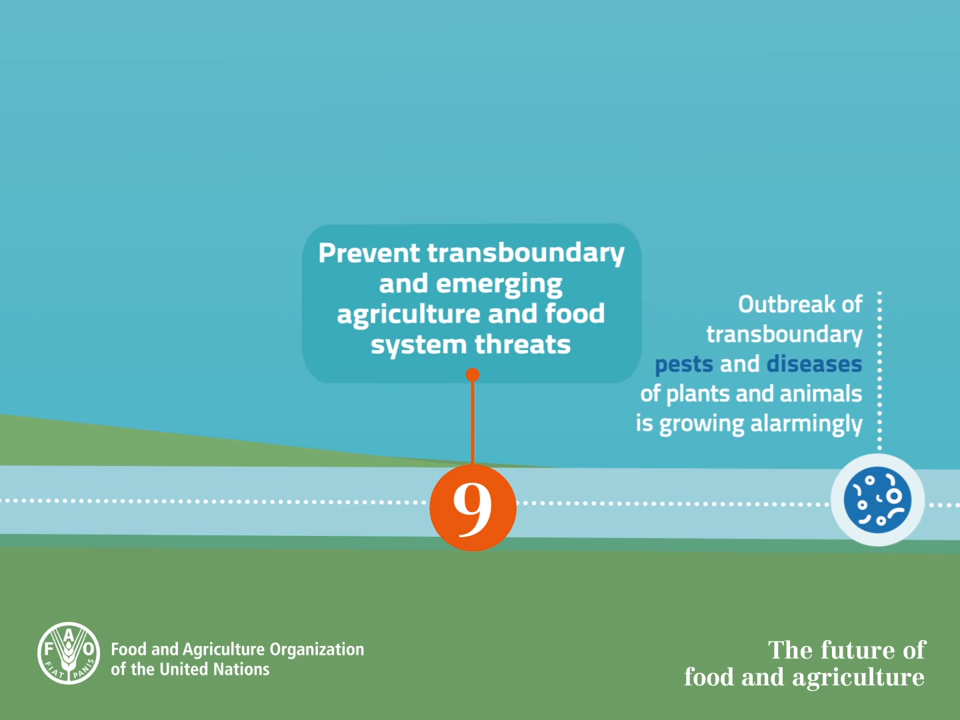 Prevent transboundary
and emerging
agriculture and food
system threats
Outbreak of
transboundary
pests and diseases
of plants and animals
is growing alarmingly
9
F A O
FIAT PANIS
Food and Agriculture Organization
of the United Nations
The future of
food and agriculture